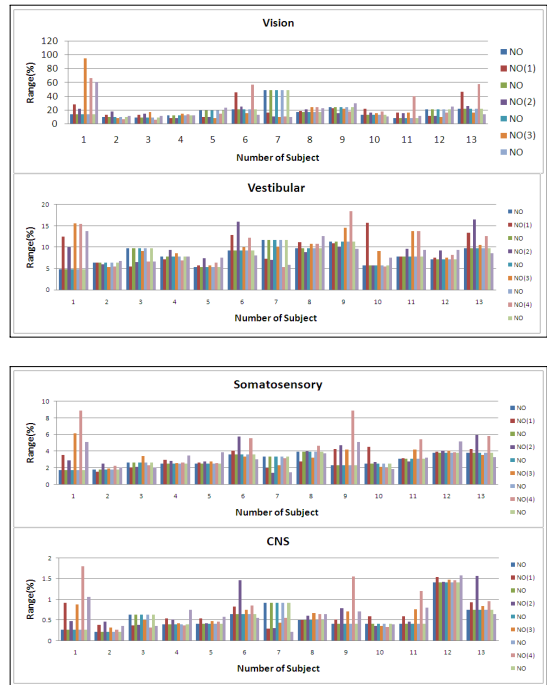 Vision
Range(%)
120
100
80
60
40
20
0
1 2 3 4 5 6 7 8 9 10 11 12 13
Number of Subject
NO
NO(1)
NO
NO(2)
NO
NO(3)
NO
Vestibular
Range(%)
20
15
10
5
0
1 2 3 4 5 6 7 8 9 10 11 12 13
Number of Subject
NO
NO(1)
NO
NO(2)
NO
NO(3)
NO
NO(4)
NO
Somatosensory
Range(%)
10
8
6
4
2
0
1 2 3 4 5 6 7 8 9 10 11 12 13
Number of Subject
NO
NO(1)
NO
NO(2)
NO
NO(3)
NO
NO(4)
NO
CNS
Range(%)
2
1.5
1
0.5
0
1 2 3 4 5 6 7 8 9 10 11 12 13
Number of Subject
NO
NO(1)
NO
NO(2)
NO
NO(3)
NO
NO(4)
NO